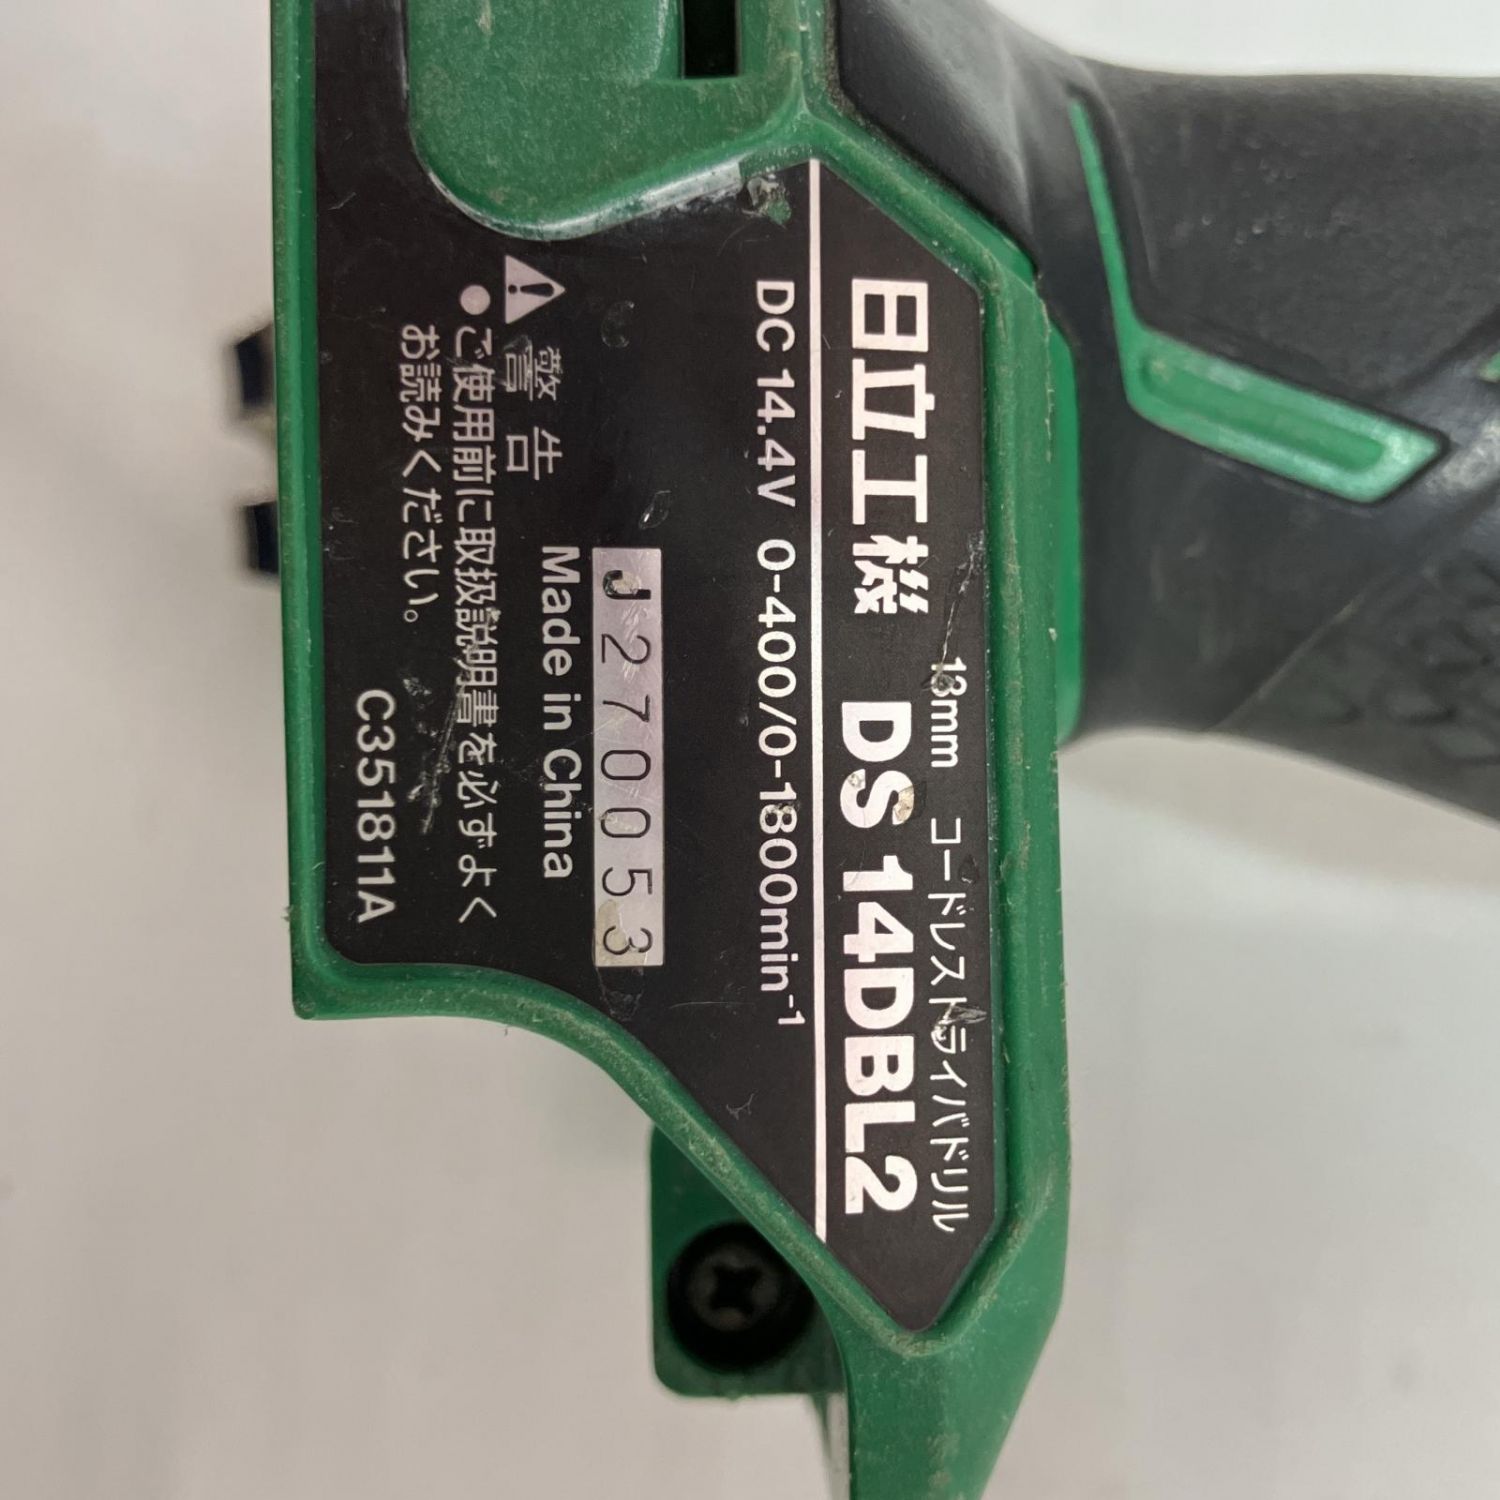 13mm コードレスドライバドリル
日立工機 DS 14DBL2
DC 14.4V 0-400/0-1800min⁻¹
J270053
Made in China
警告
●ご使用前に取扱説明書を必ずよく
お読みください。
C351811A